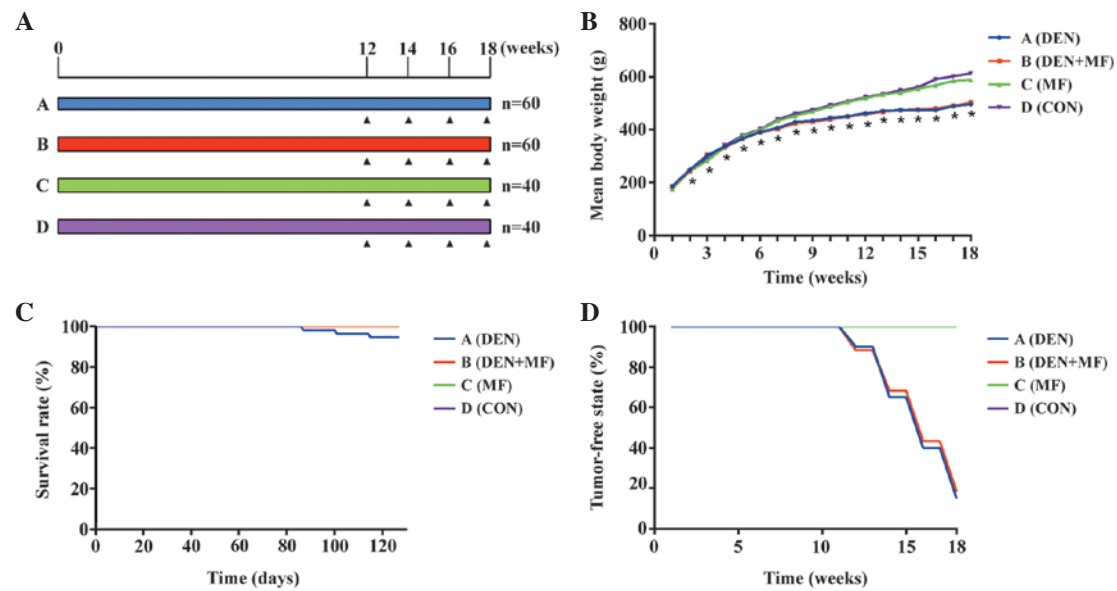 A
0 12 14 16 18 (weeks)
A n=60
B n=60
C n=40
D n=40
B
Mean body weight (g)
800
600
400
200
0
0 3 6 9 12 15 18
Time (weeks)
* * * * * * * * * * * * * * * * *
A (DEN)
B (DEN+MF)
C (MF)
D (CON)
C
Survival rate (%)
100
80
60
40
20
0
0 20 40 60 80 100 120
Time (days)
A (DEN)
B (DEN+MF)
C (MF)
D (CON)
D
Tumor-free state (%)
100
80
60
40
20
0
0 5 10 15 18
Time (weeks)
A (DEN)
B (DEN+MF)
C (MF)
D (CON)